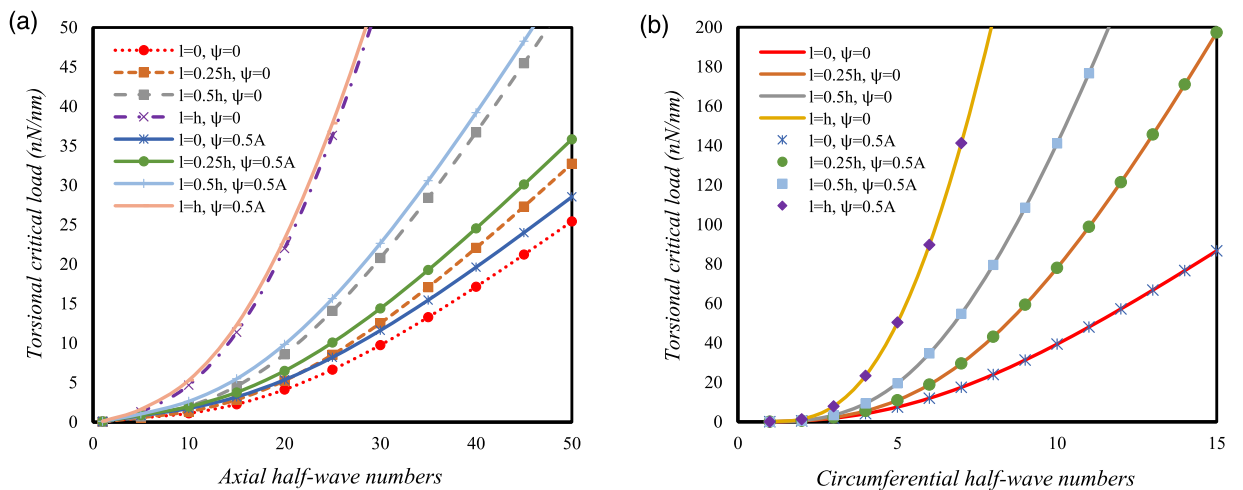 (a)
50
45
40
35
30
25
20
15
10
5
0
Torsional critical load (nN/nm)
l=0, ψ=0
l=0.25h, ψ=0
l=0.5h, ψ=0
l=h, ψ=0
l=0, ψ=0.5A
l=0.25h, ψ=0.5A
l=0.5h, ψ=0.5A
l=h, ψ=0.5A
0 10 20 30 40 50
Axial half-wave numbers
(b)
200
180
160
140
120
100
80
60
40
20
0
Torsional critical load (nN/nm)
l=0, ψ=0
l=0.25h, ψ=0
l=0.5h, ψ=0
l=h, ψ=0
l=0, ψ=0.5A
l=0.25h, ψ=0.5A
l=0.5h, ψ=0.5A
l=h, ψ=0.5A
0 5 10 15
Circumferential half-wave numbers